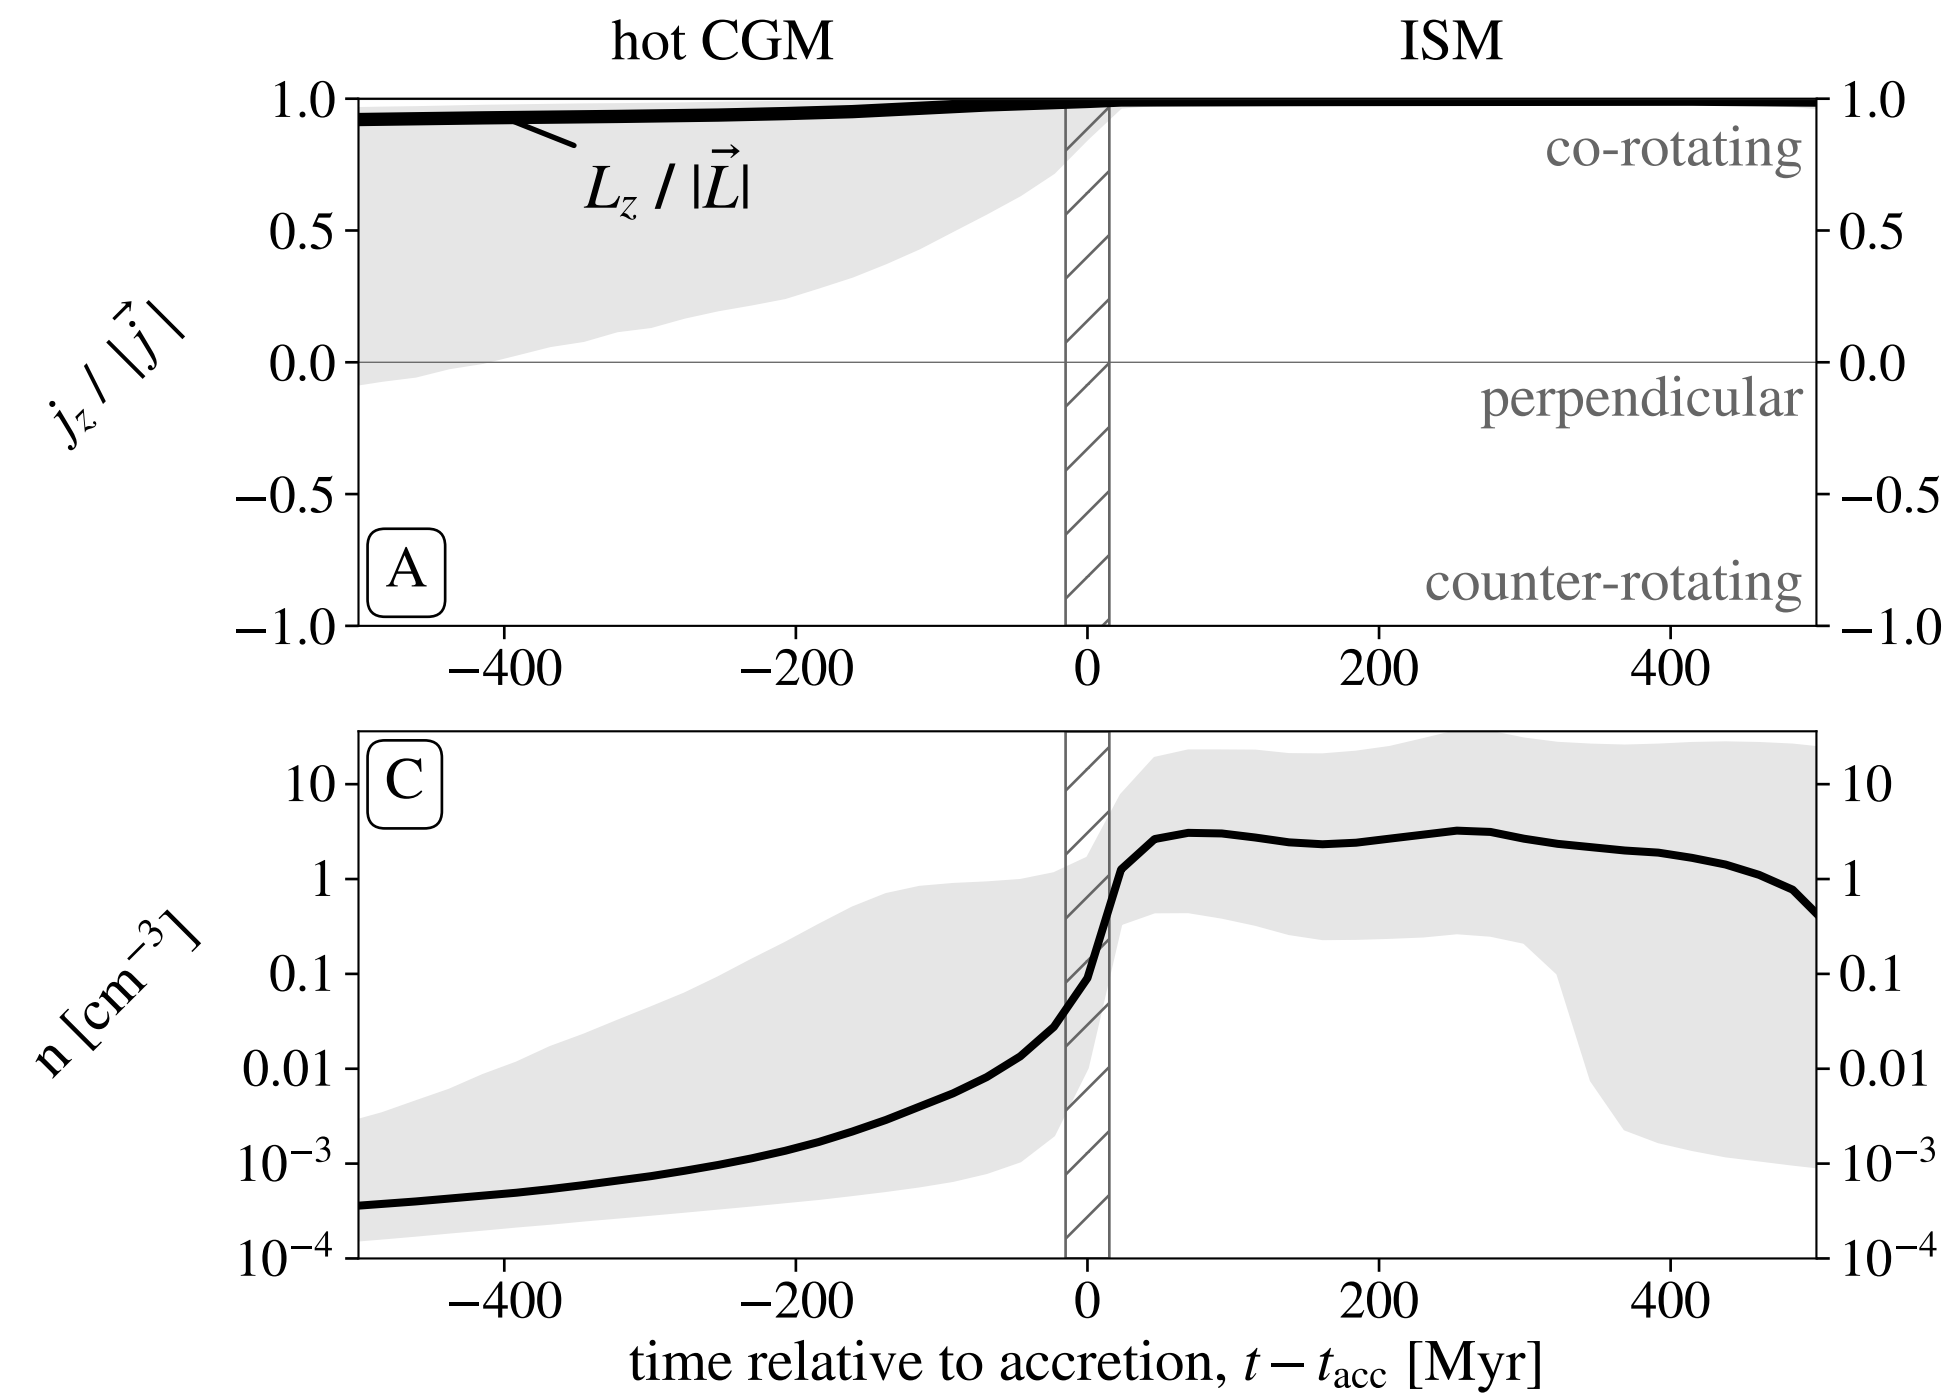 hot CGM ISM
1.0 1.0
co-rotating
L_z / |L⃗|
0.5 0.5
j_z / |j⃗|
0.0 0.0
perpendicular
−0.5 −0.5
A
counter-rotating
−1.0 −1.0
−400 −200 0 200 400
C
10 10
1 1
n [cm⁻³]
0.1 0.1
0.01 0.01
10⁻³ 10⁻³
10⁻⁴ 10⁻⁴
−400 −200 0 200 400
time relative to accretion, t − t_acc [Myr]